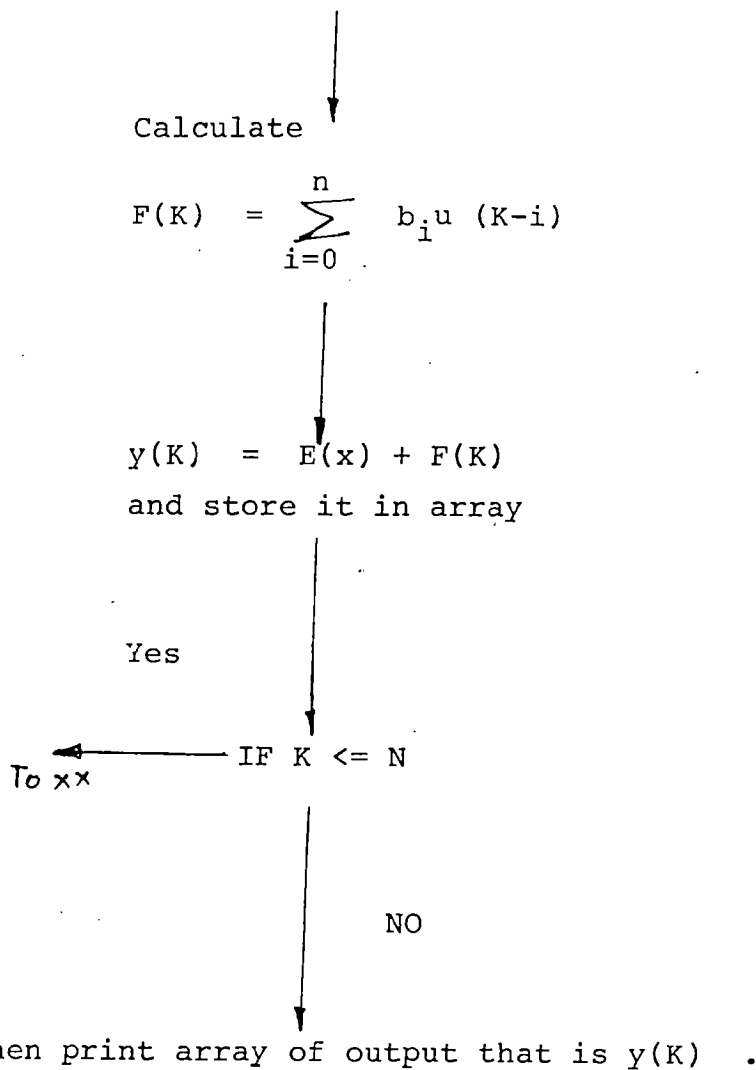 Calculate
n
F(K) = ∑ b_i u (K-i)
i=0
y(K) = E(x) + F(K)
and store it in array
Yes
IF K <= N
To xx
NO
print array of output that is y(K) .